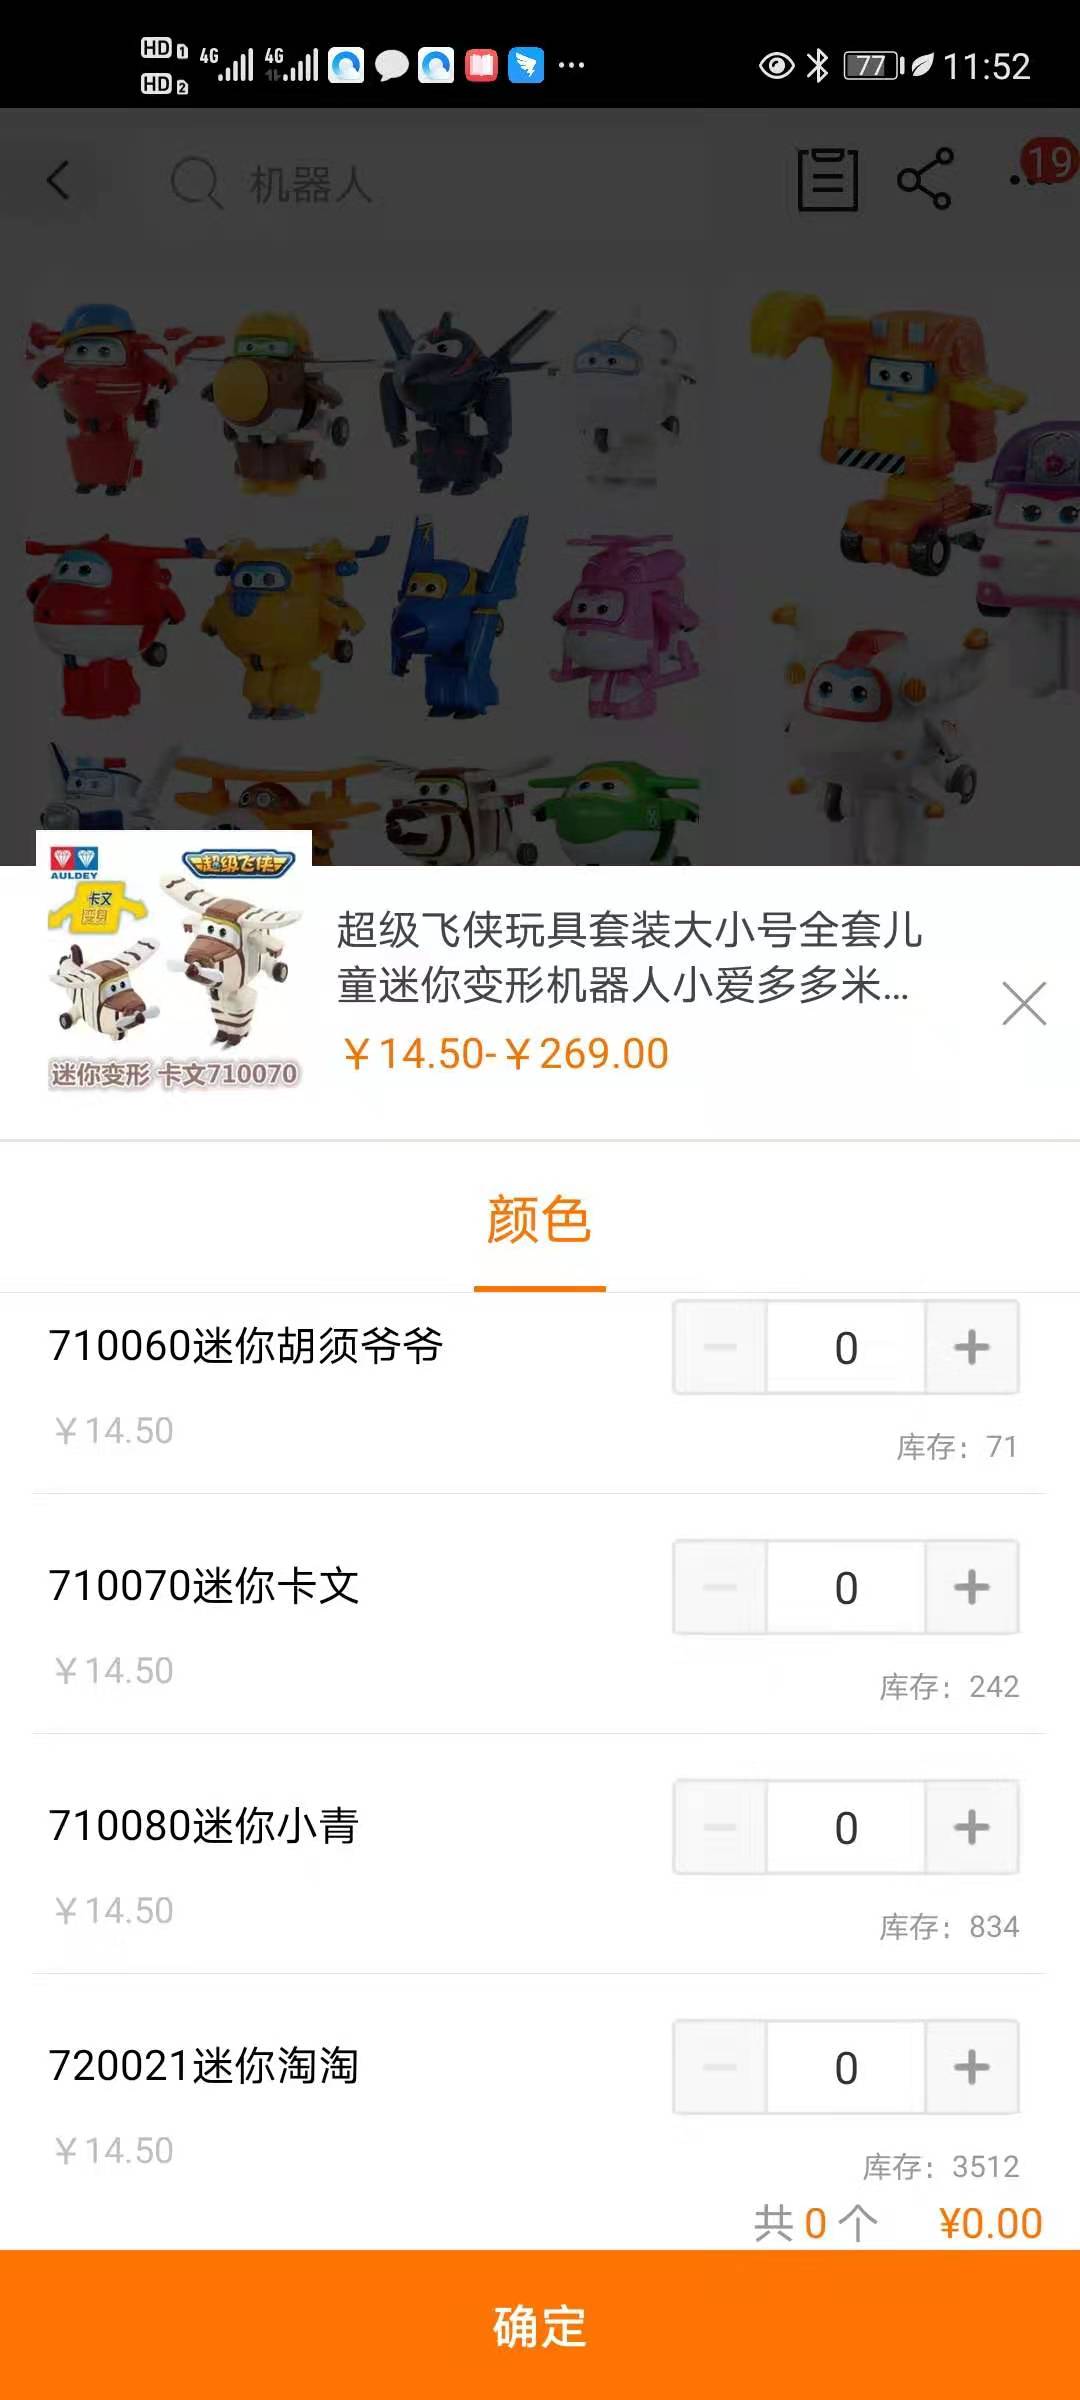 HD 1 4G 4G 77 11:52
HD 2
机器人 19
AULDEY 超级飞侠
卡文
变身
迷你变形 卡文710070
超级飞侠玩具套装大小号全套儿
童迷你变形机器人小爱多多米...
￥14.50-￥269.00
颜色
710060迷你胡须爷爷 0
￥14.50
库存：71
710070迷你卡文 0
￥14.50
库存：242
710080迷你小青 0
￥14.50
库存：834
720021迷你淘淘 0
￥14.50
库存：3512
共 0 个 ¥0.00
确定